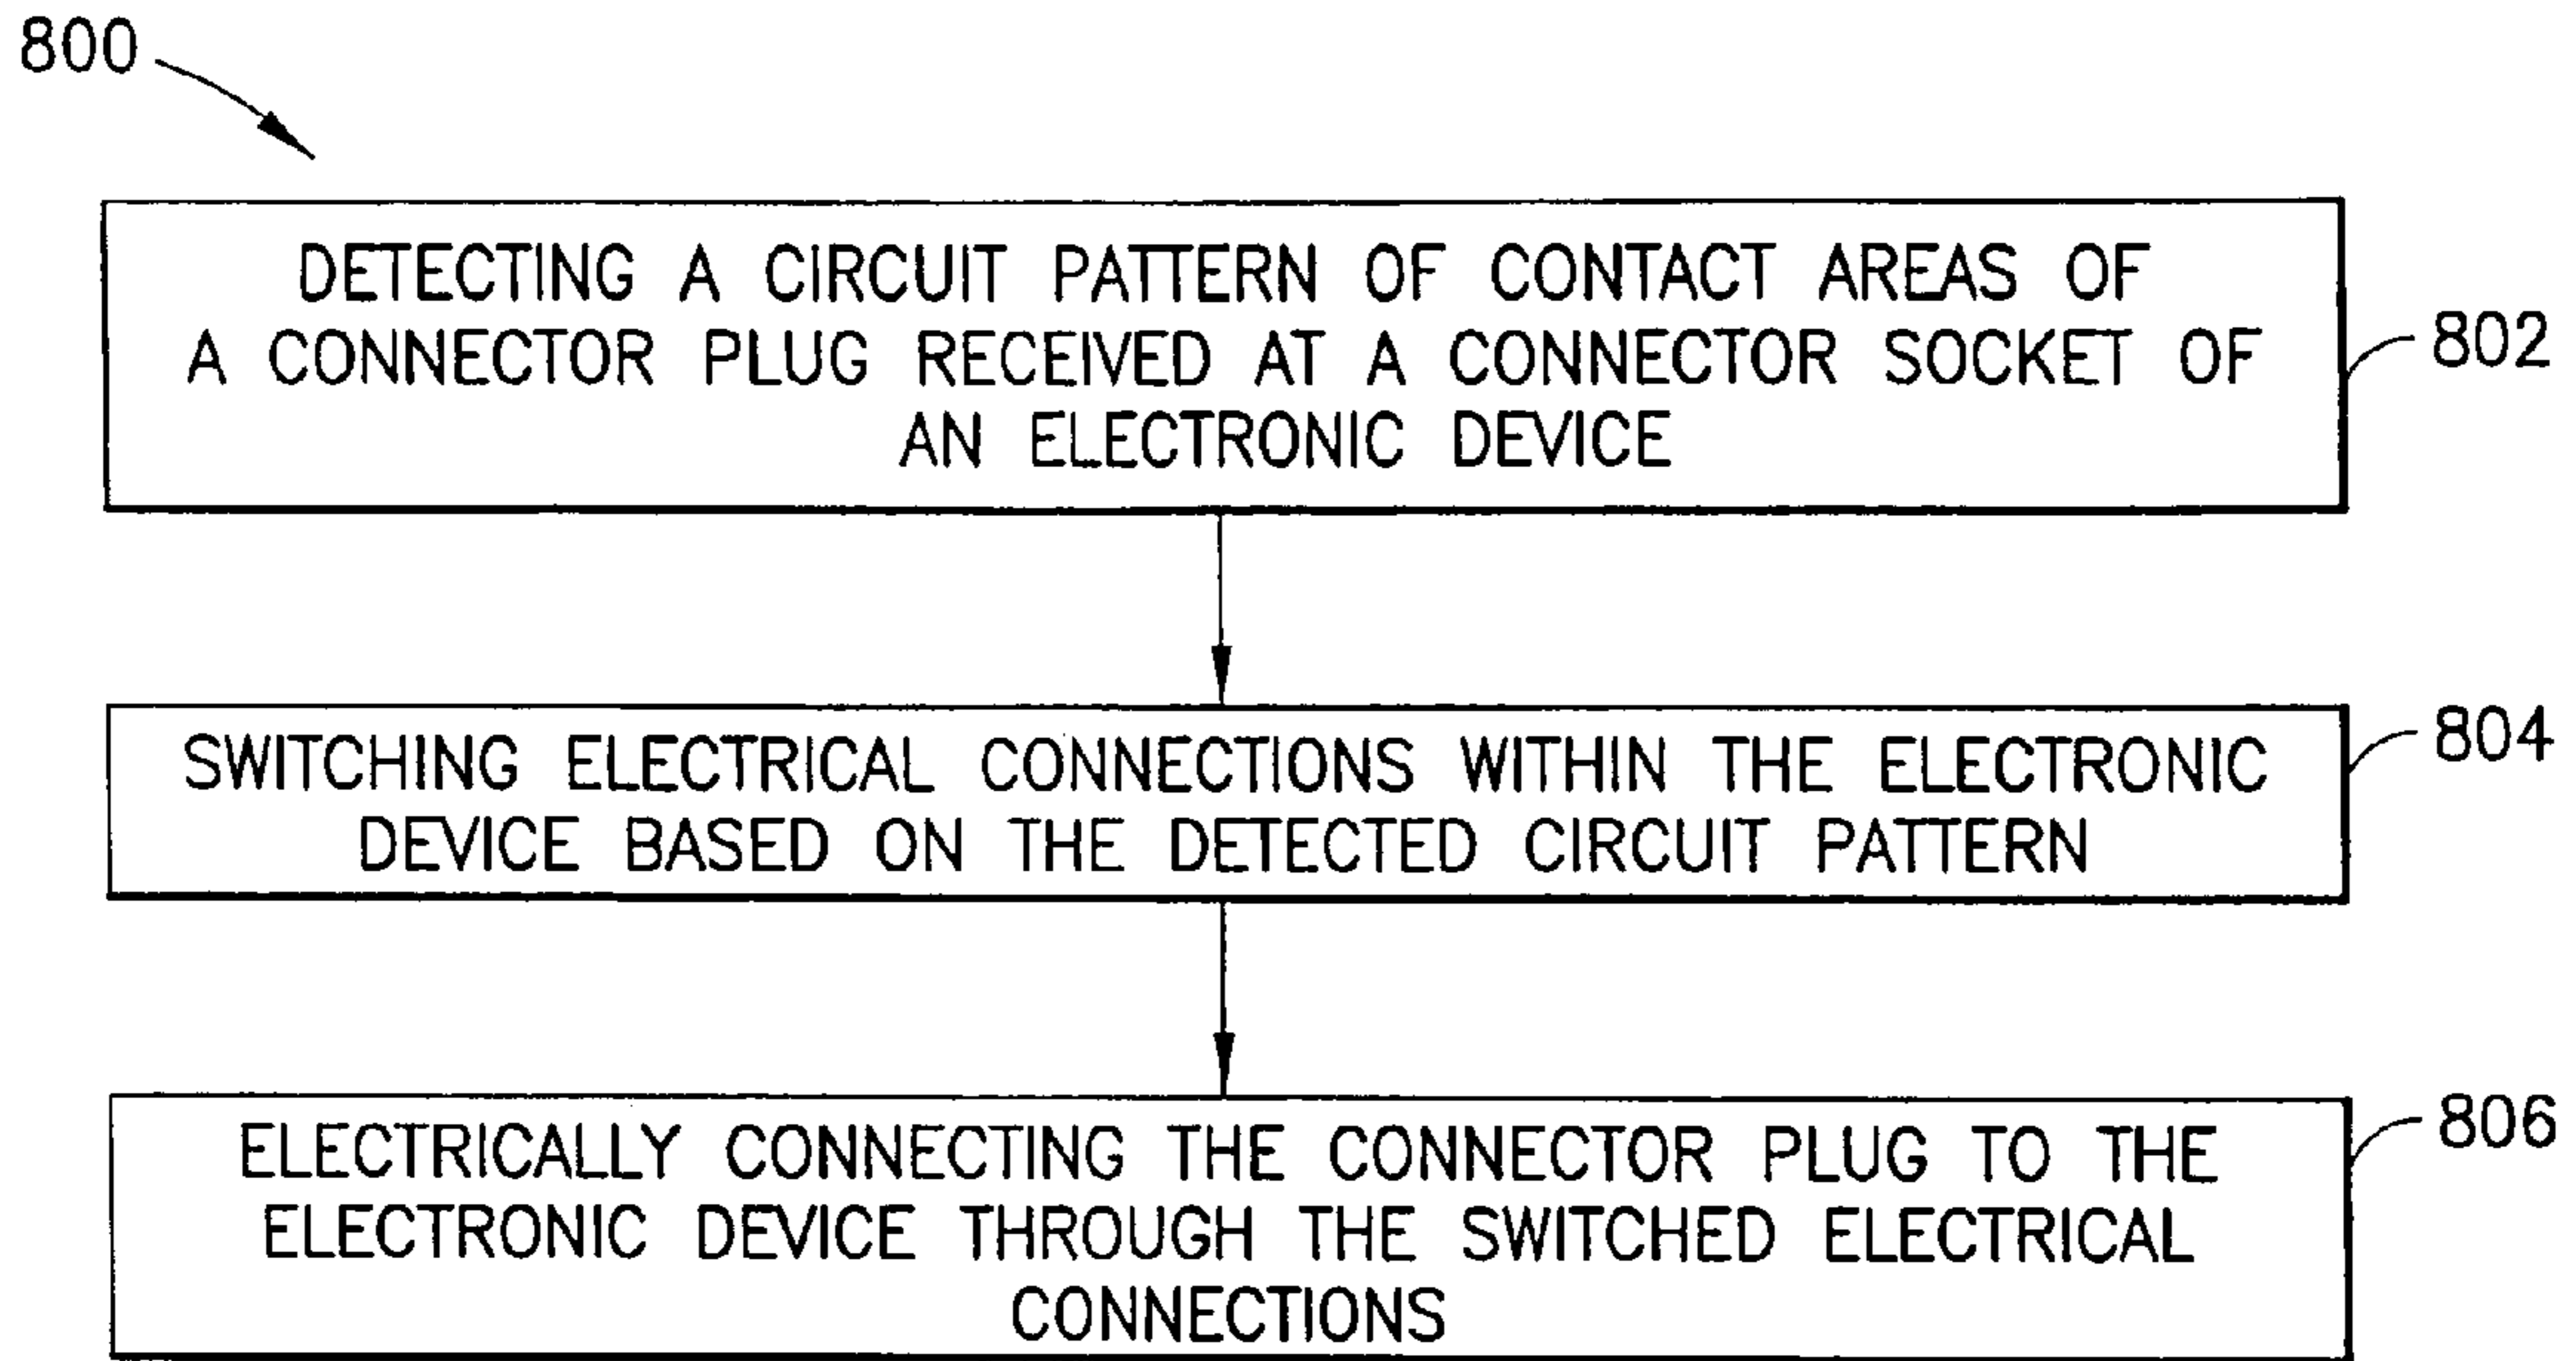 800
DETECTING A CIRCUIT PATTERN OF CONTACT AREAS OF
A CONNECTOR PLUG RECEIVED AT A CONNECTOR SOCKET OF
AN ELECTRONIC DEVICE
802
SWITCHING ELECTRICAL CONNECTIONS WITHIN THE ELECTRONIC
DEVICE BASED ON THE DETECTED CIRCUIT PATTERN
804
ELECTRICALLY CONNECTING THE CONNECTOR PLUG TO THE
ELECTRONIC DEVICE THROUGH THE SWITCHED ELECTRICAL
CONNECTIONS
806